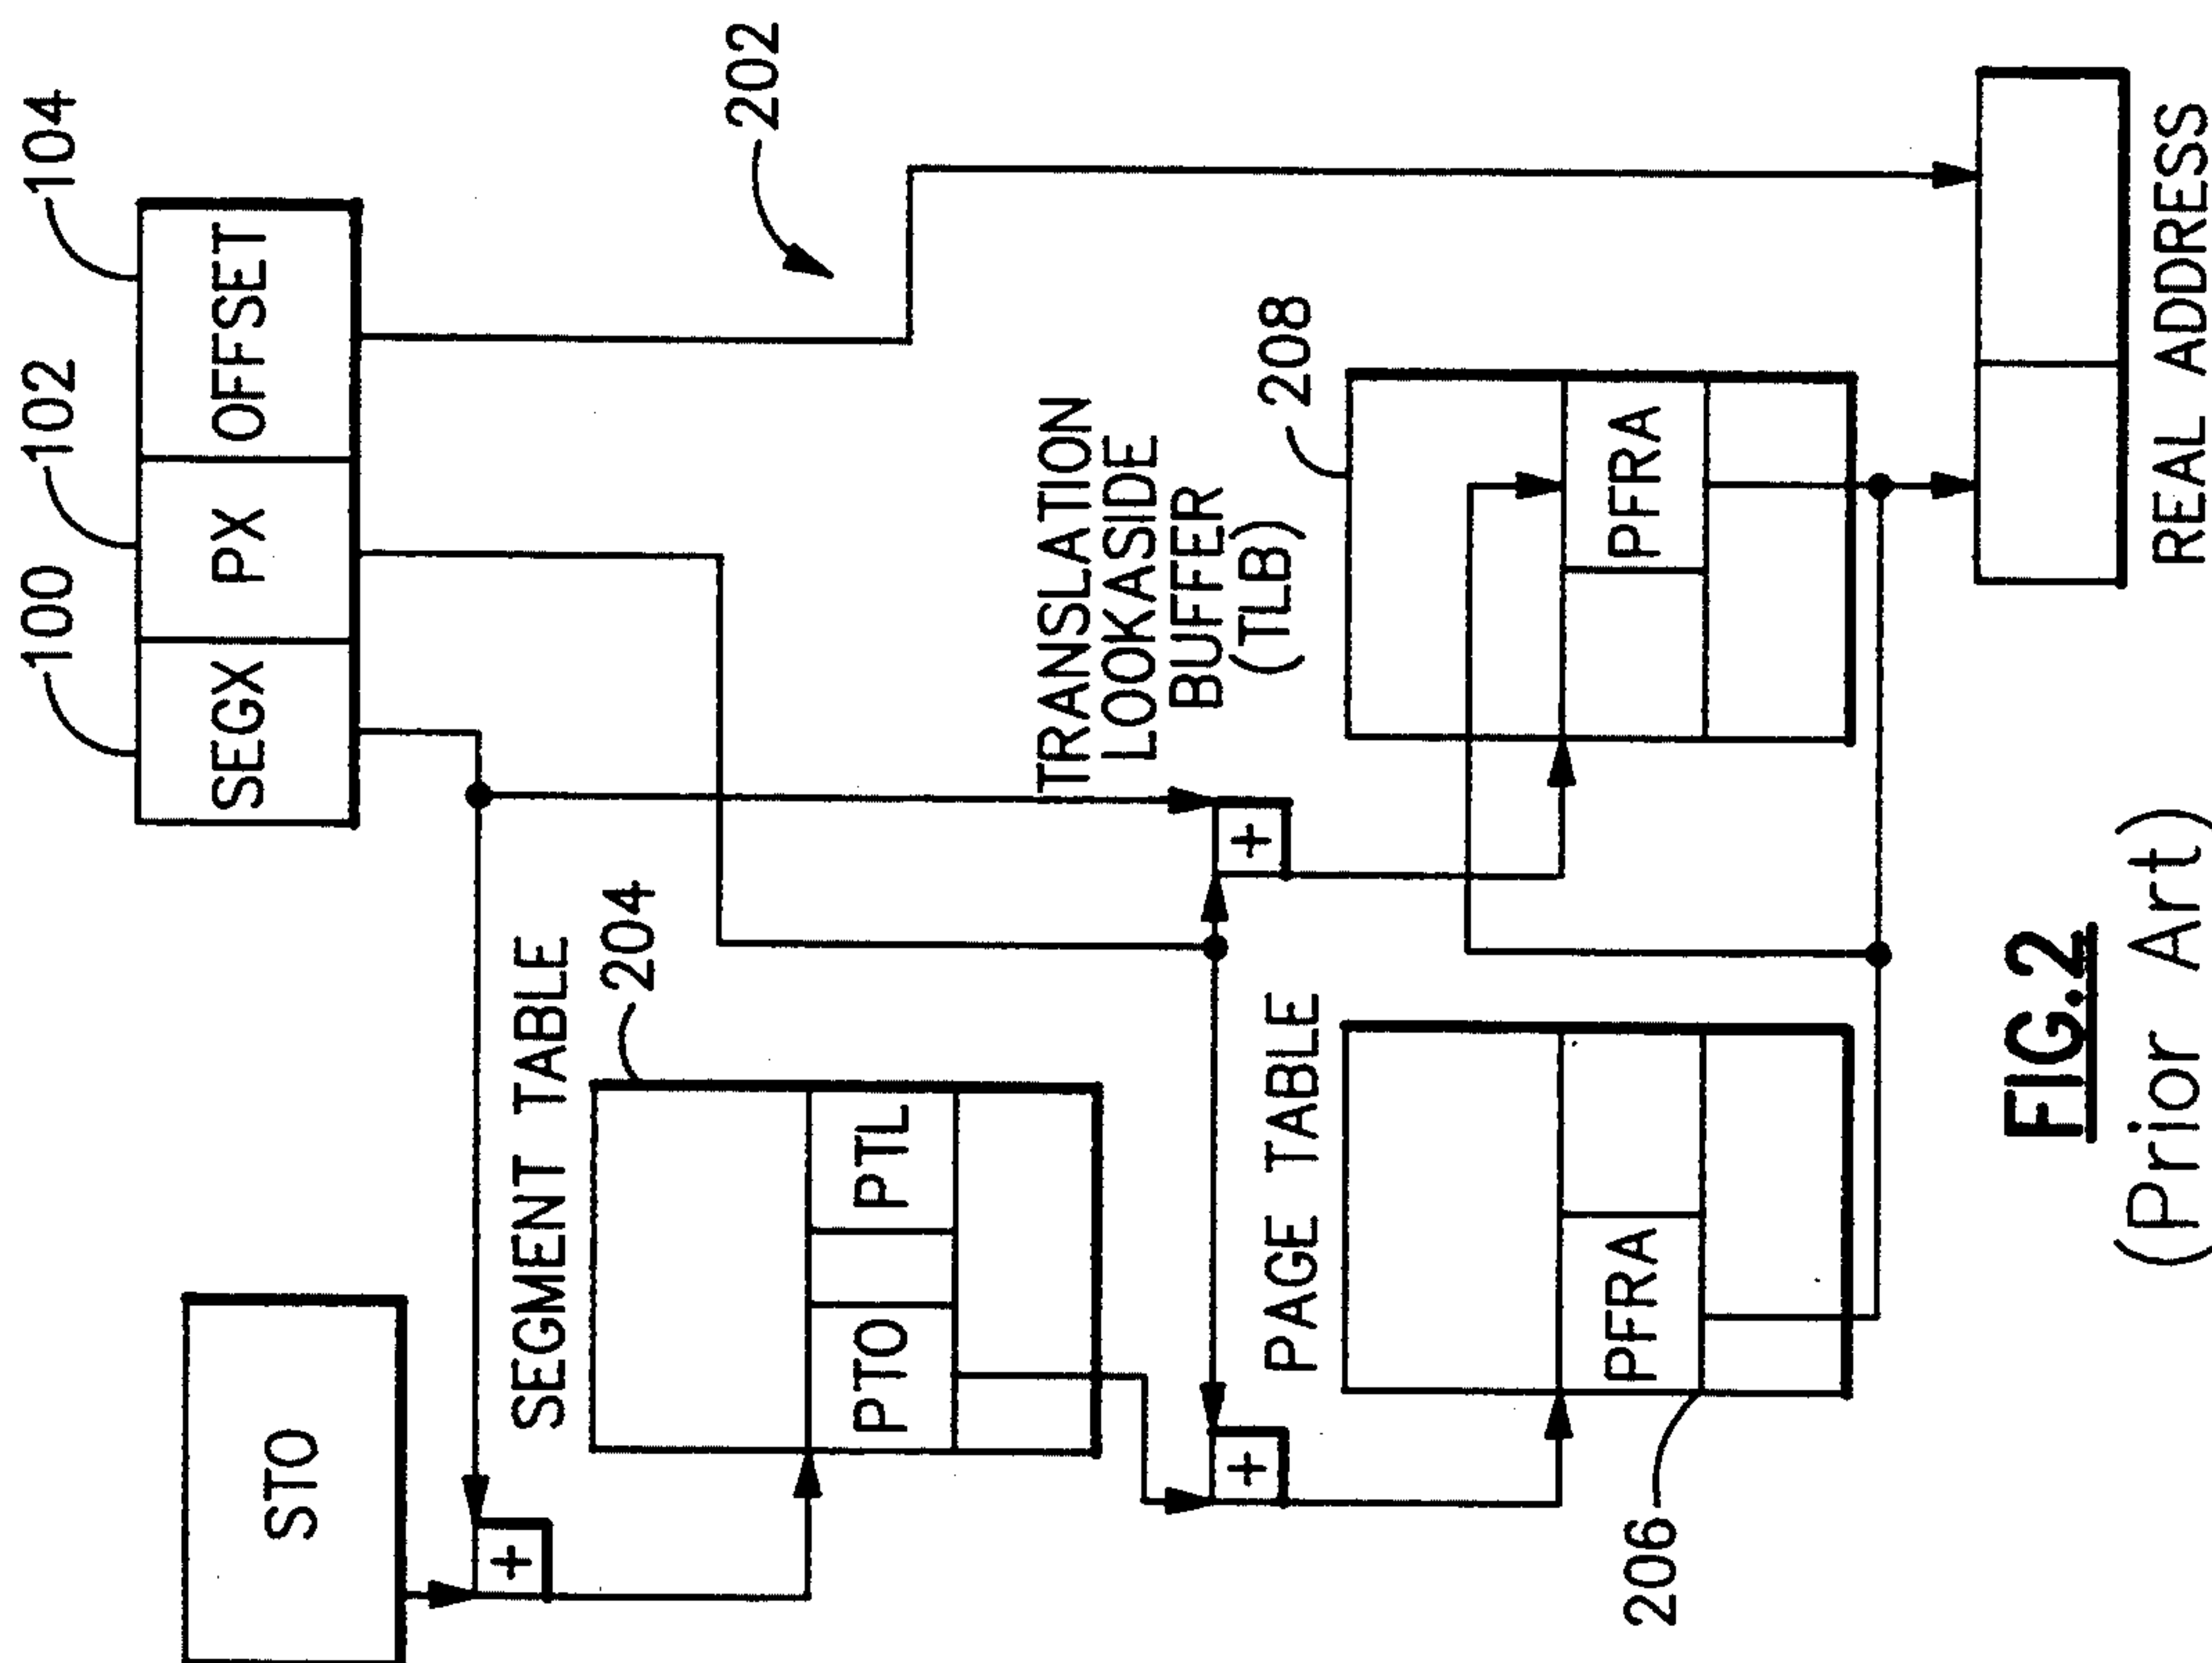 100
102
104
STO
SEGX
PX
OFFSET
202
SEGMENT TABLE
204
PTO
PTL
TRANSLATION
LOOKASIDE
BUFFER
(TLB)
208
+
+
+
PAGE TABLE
206
PFRA
PFRA
REAL ADDRESS
FIG.2
(Prior Art)